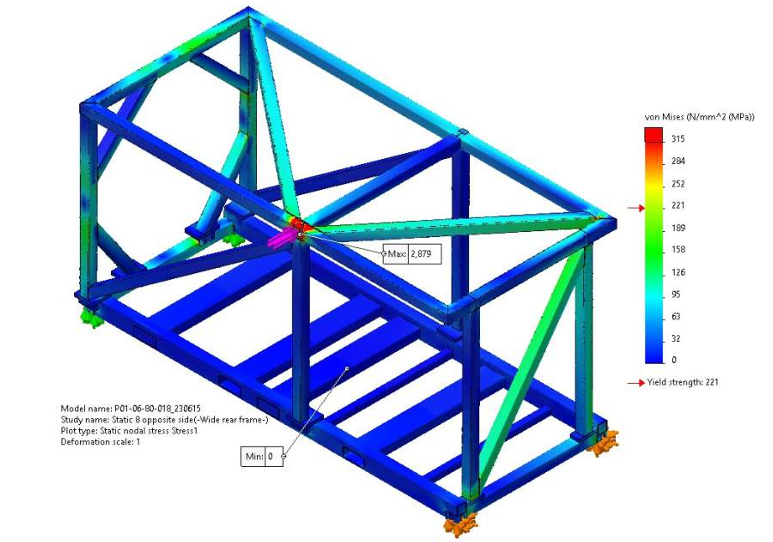 von Mises (N/mm^2 (MPa))
315
284
252
221
189
158
126
95
63
32
0
Yield strength: 221
Max: 2,879
Model name: P01-06-80-018_230615
Study name: Static 8 opposite side(-Wide rear frame-)
Plot type: Static nodal stress Stress1
Deformation scale: 1
Min: 0